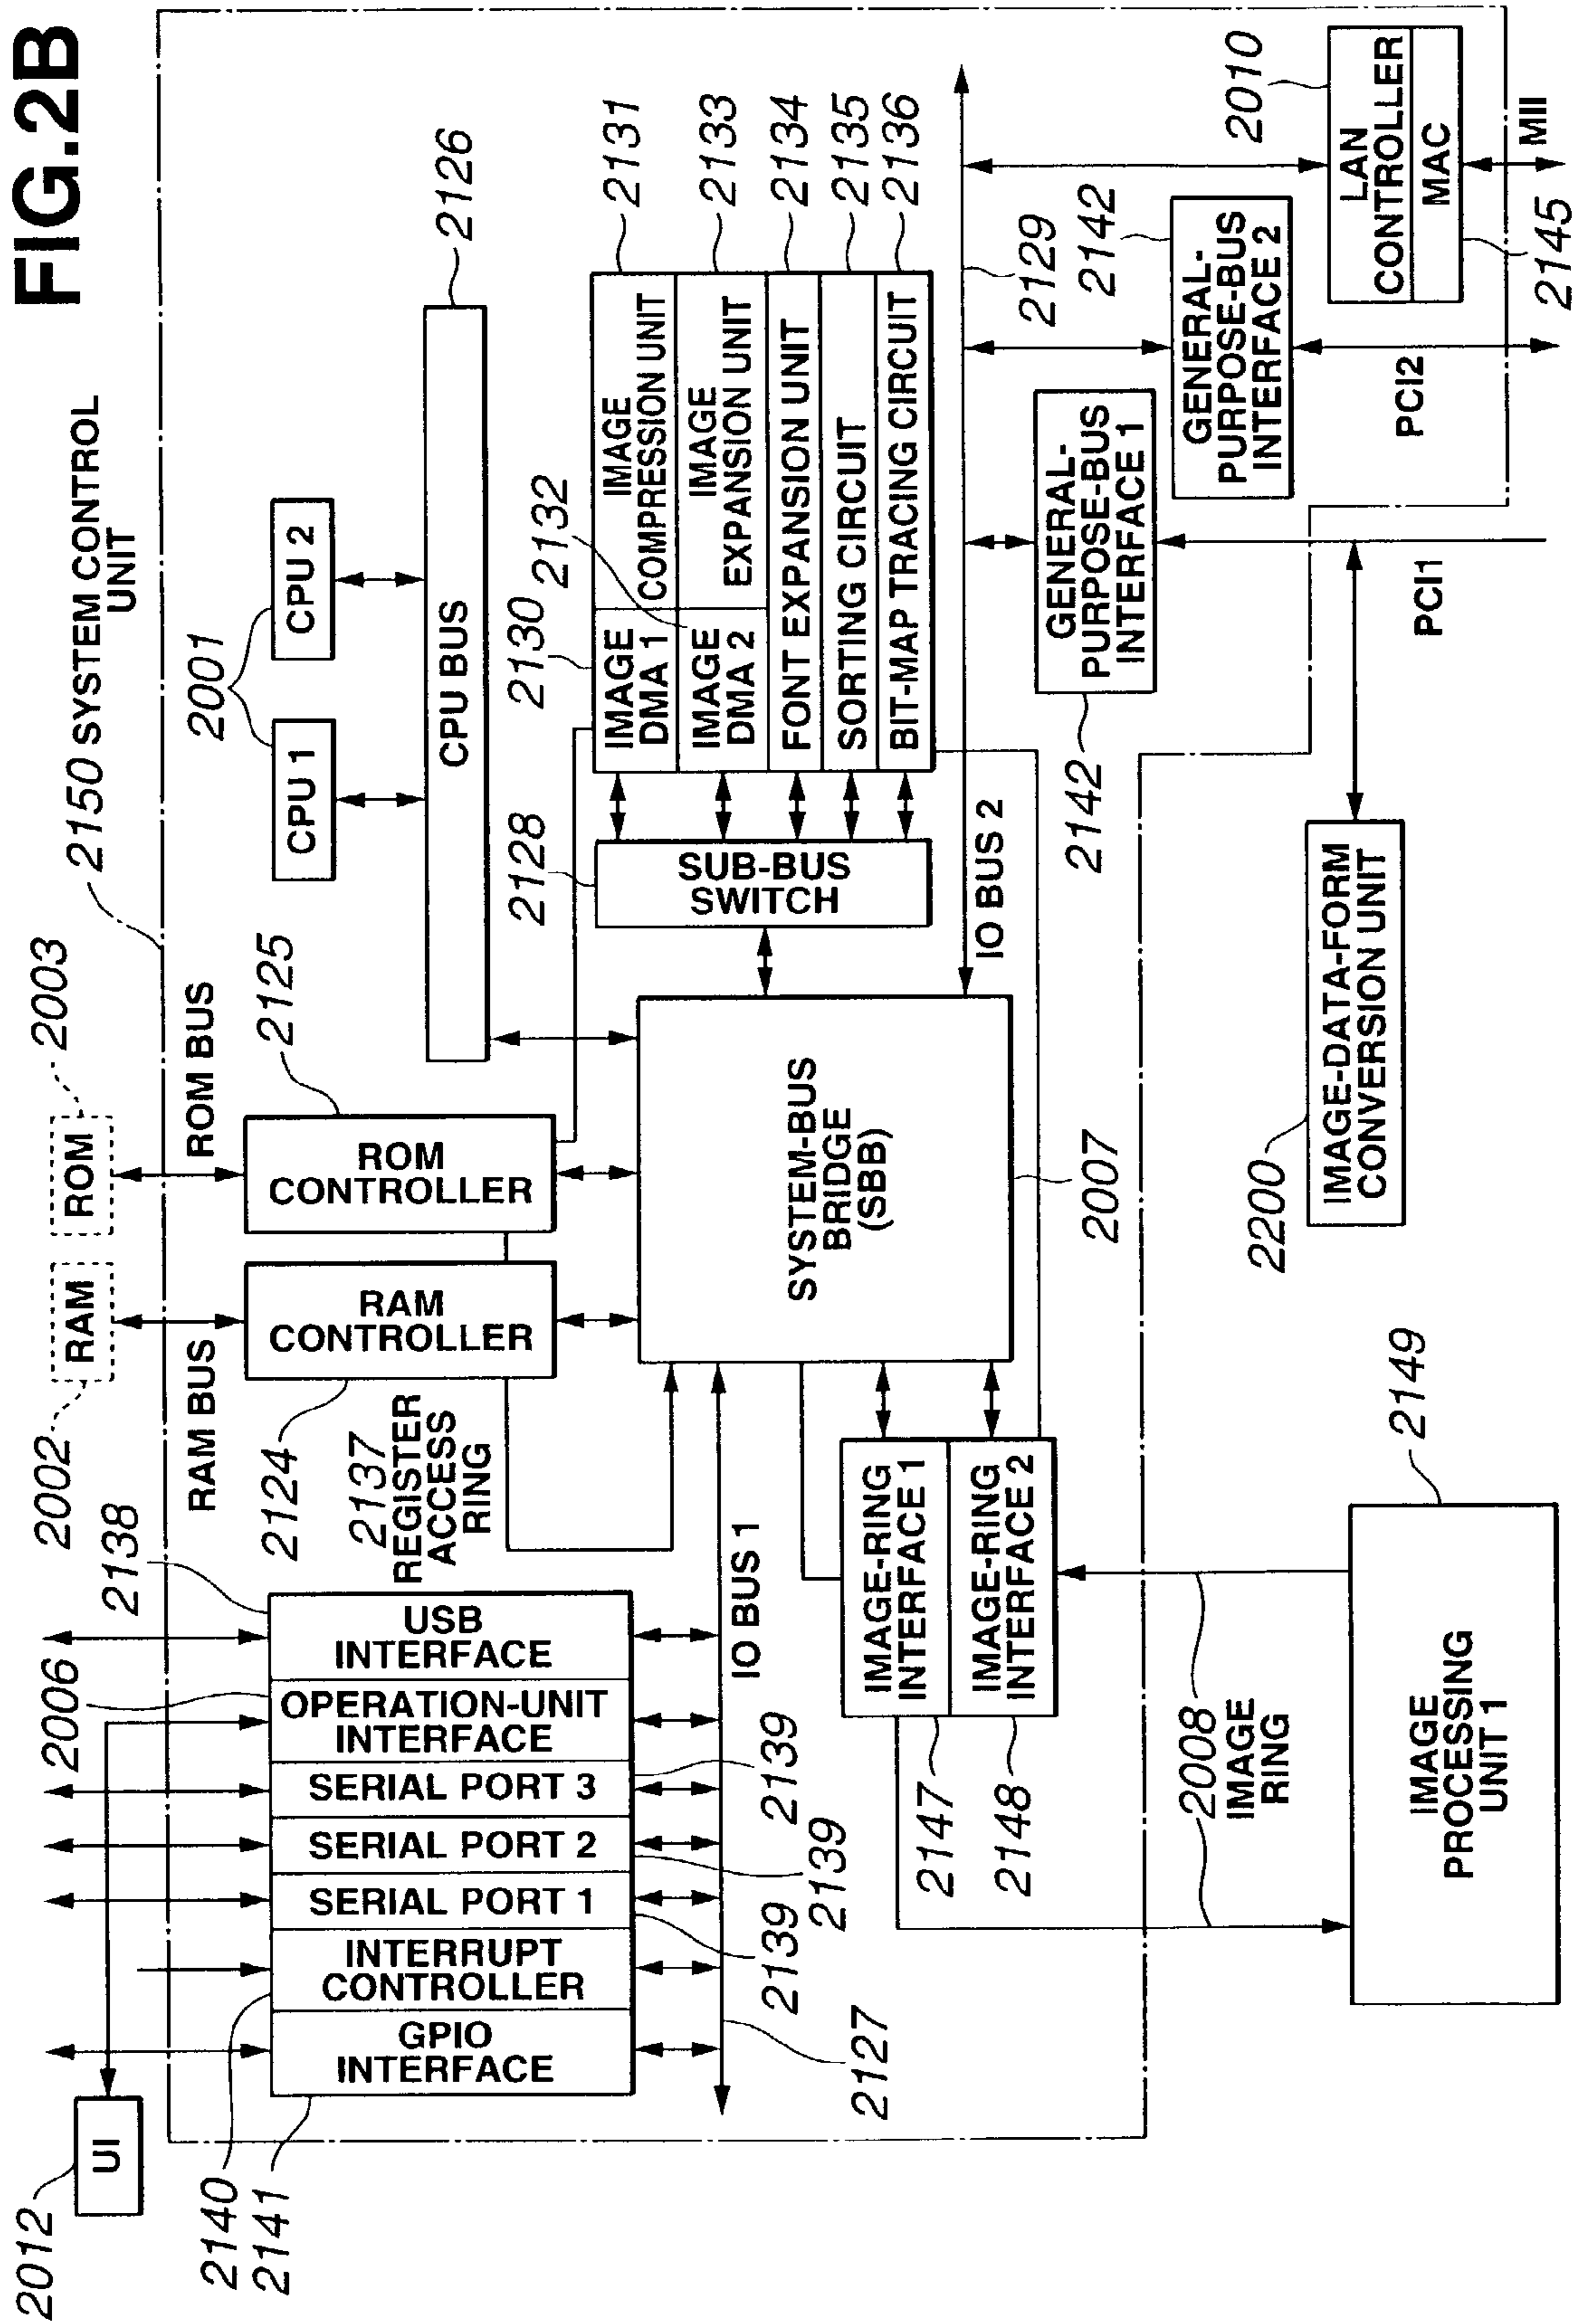 FIG.2B
2150 SYSTEM CONTROL
UNIT
2012
UI
2002
RAM
ROM
2003
RAM BUS
ROM BUS
2006
2138
2124
2125
2001
CPU 1
CPU 2
2126
CPU BUS
RAM
CONTROLLER
ROM
CONTROLLER
2137
REGISTER
ACCESS
RING
2140
2141
GPIO
INTERFACE
INTERRUPT
CONTROLLER
SERIAL PORT 1
SERIAL PORT 2
SERIAL PORT 3
OPERATION-UNIT
INTERFACE
USB
INTERFACE
2139
2139
2139
2127
IO BUS 1
SYSTEM-BUS
BRIDGE
(SBB)
2007
2128
SUB-BUS
SWITCH
2130
2132
IMAGE
DMA 1
IMAGE
COMPRESSION UNIT
2131
IMAGE
DMA 2
IMAGE
EXPANSION UNIT
2133
FONT EXPANSION UNIT
2134
SORTING CIRCUIT
2135
BIT-MAP TRACING CIRCUIT
2136
IO BUS 2
2129
IMAGE-RING
INTERFACE 1
IMAGE-RING
INTERFACE 2
2147
2148
2142
GENERAL-
PURPOSE-BUS
INTERFACE 1
2142
GENERAL-
PURPOSE-BUS
INTERFACE 2
2010
LAN
CONTROLLER
MAC
2145
MII
PCI2
PCI1
2008
IMAGE
RING
2149
IMAGE
PROCESSING
UNIT 1
2200
IMAGE-DATA-FORM
CONVERSION UNIT